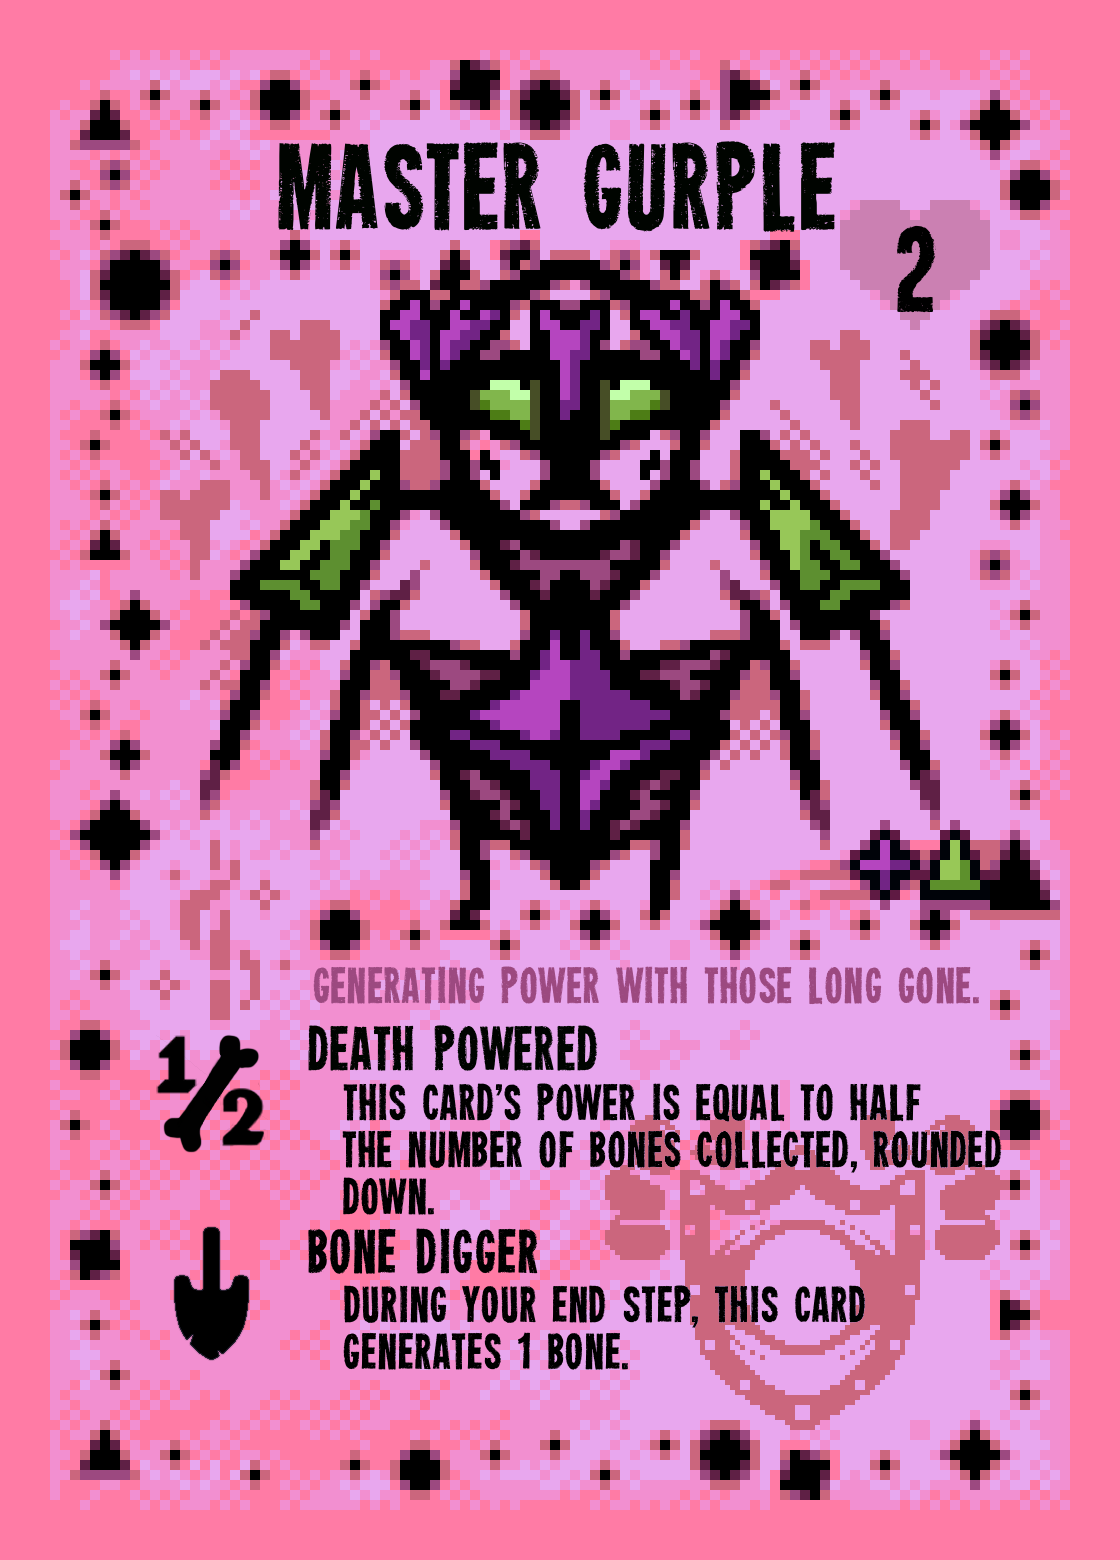 MASTER GURPLE
2
GENERATING POWER WITH THOSE LONG GONE.
1/2
DEATH POWERED
THIS CARD'S POWER IS EQUAL TO HALF
THE NUMBER OF BONES COLLECTED, ROUNDED
DOWN.
BONE DIGGER
DURING YOUR END STEP, THIS CARD
GENERATES 1 BONE.